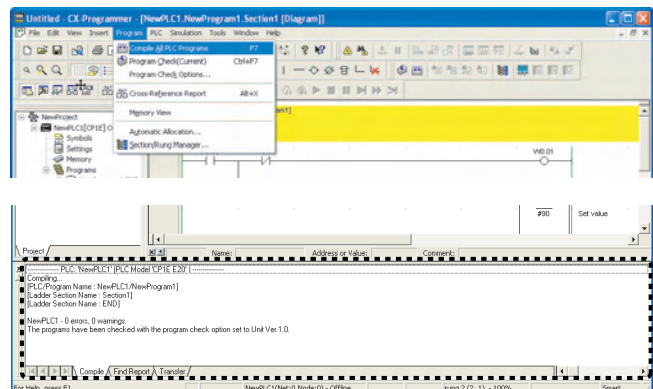 Untitled - CX-Programmer - [NewPLC1.NewProgram1.Section1 [Diagram]]
File Edit View Insert Program PLC Simulation Tools Window Help
Compile All PLC Programs F7
Program Check(Current) Ctrl+F7
Program Check Options...
Cross-Reference Report Alt+X
Memory View
Automatic Allocation...
Section/Rung Manager...
NewProject
NewPLC1[CP1E] O
Symbols
Settings
Memory
Programs
W0.01
#90 Set value
Project
Name: Address or Value: Comment:
---------- PLC: 'NewPLC1' (PLC Model 'CP1E E20' ( ----------
Compiling...
[PLC/Program Name : NewPLC1/NewProgram1]
[Ladder Section Name : Section1]
[Ladder Section Name : END]
NewPLC1 - 0 errors, 0 warnings.
The programs have been checked with the program check option set to Unit Ver.1.0.
Compile Find Report Transfer
For Help, press F1 NewPLC1(Net:0,Node:0) - Offline rung 2 (2, 1) - 100% Smart